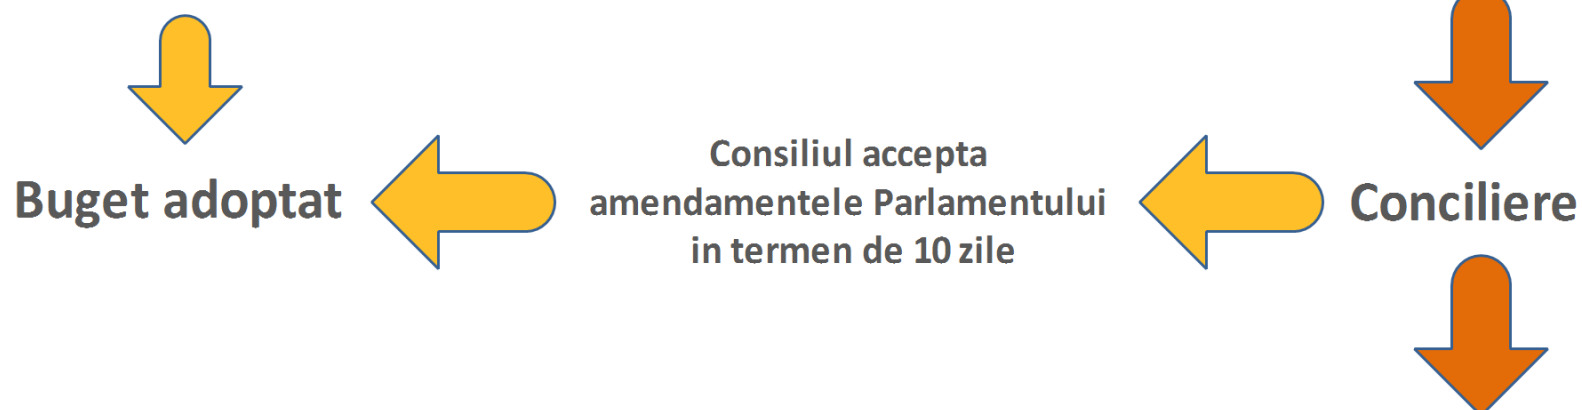 Buget adoptat
Consiliul accepta
amendamentele Parlamentului
in termen de 10 zile
Conciliere